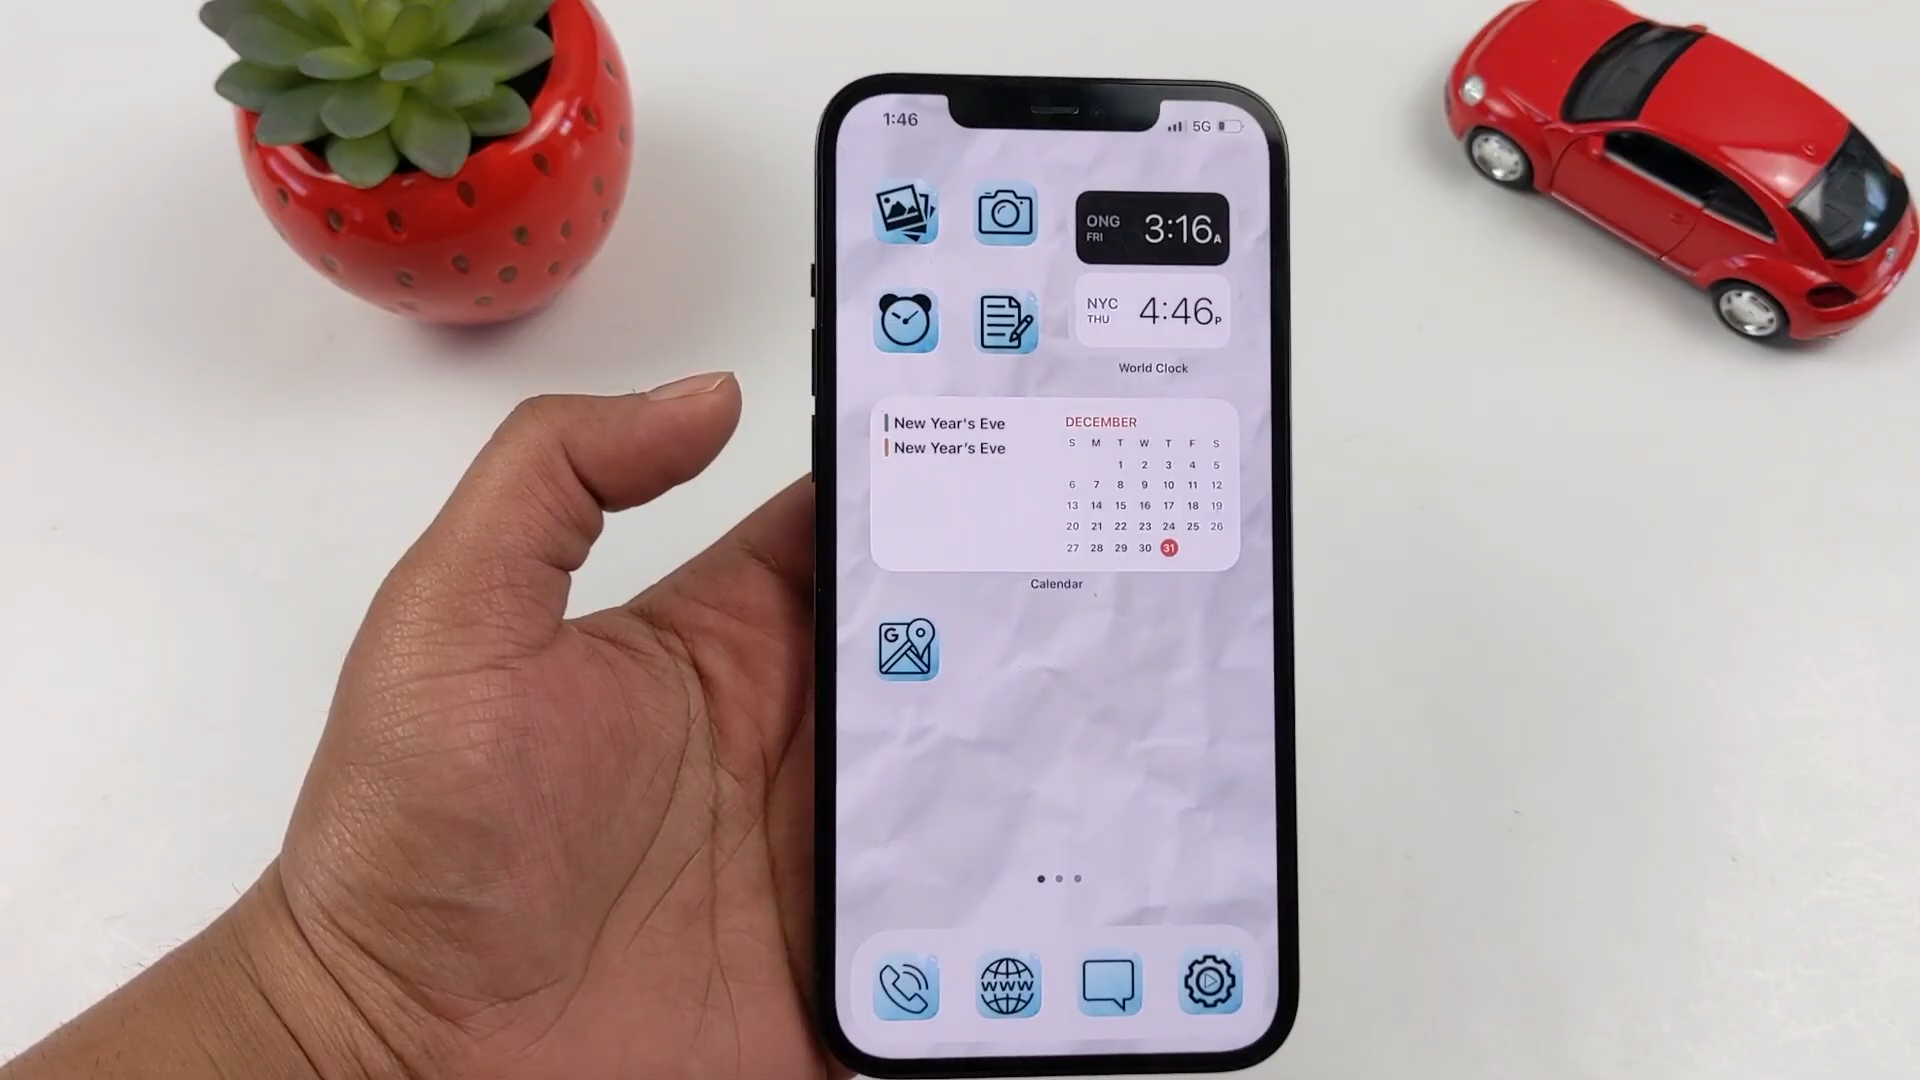 1:46
5G
ONG
FRI
3:16A
NYC
THU
4:46P
World Clock
New Year's Eve
New Year's Eve
DECEMBER
S M T W T F S
1 2 3 4 5
6 7 8 9 10 11 12
13 14 15 16 17 18 19
20 21 22 23 24 25 26
27 28 29 30 31
Calendar
G
WWW